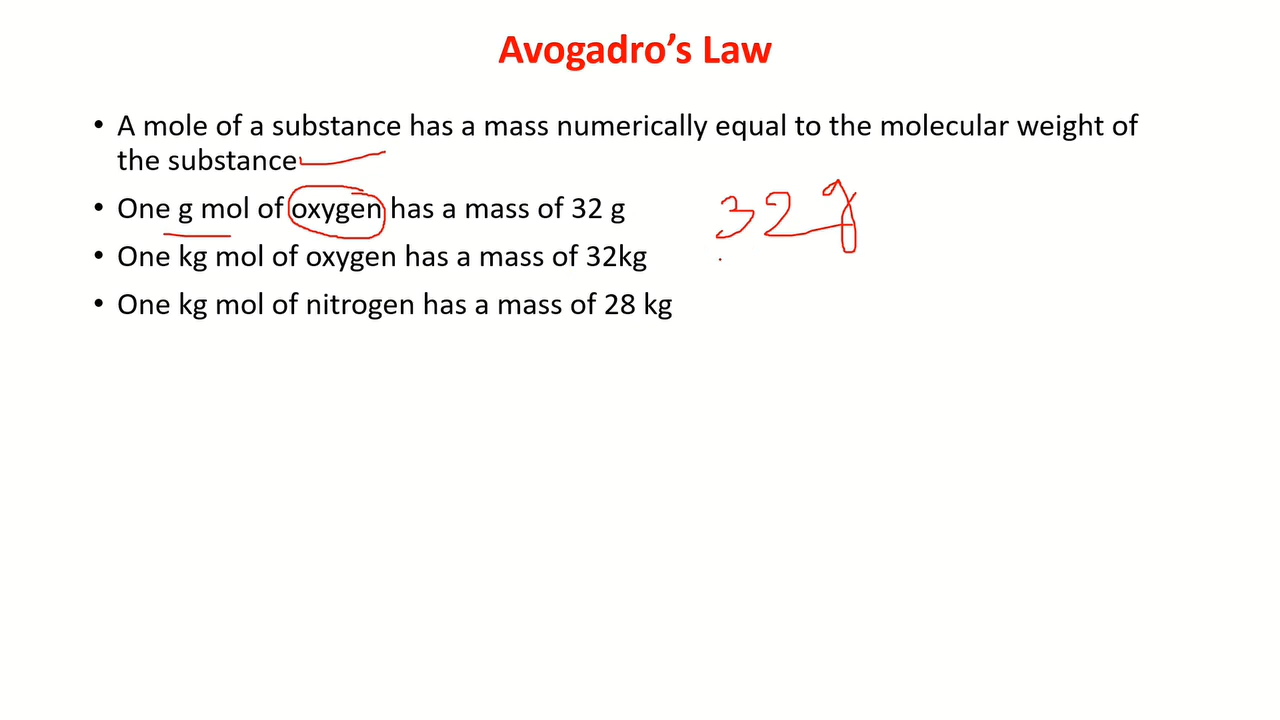 Avogadro’s Law
• A mole of a substance has a mass numerically equal to the molecular weight of
the substance
• One g mol of oxygen has a mass of 32 g
32g
• One kg mol of oxygen has a mass of 32kg
• One kg mol of nitrogen has a mass of 28 kg